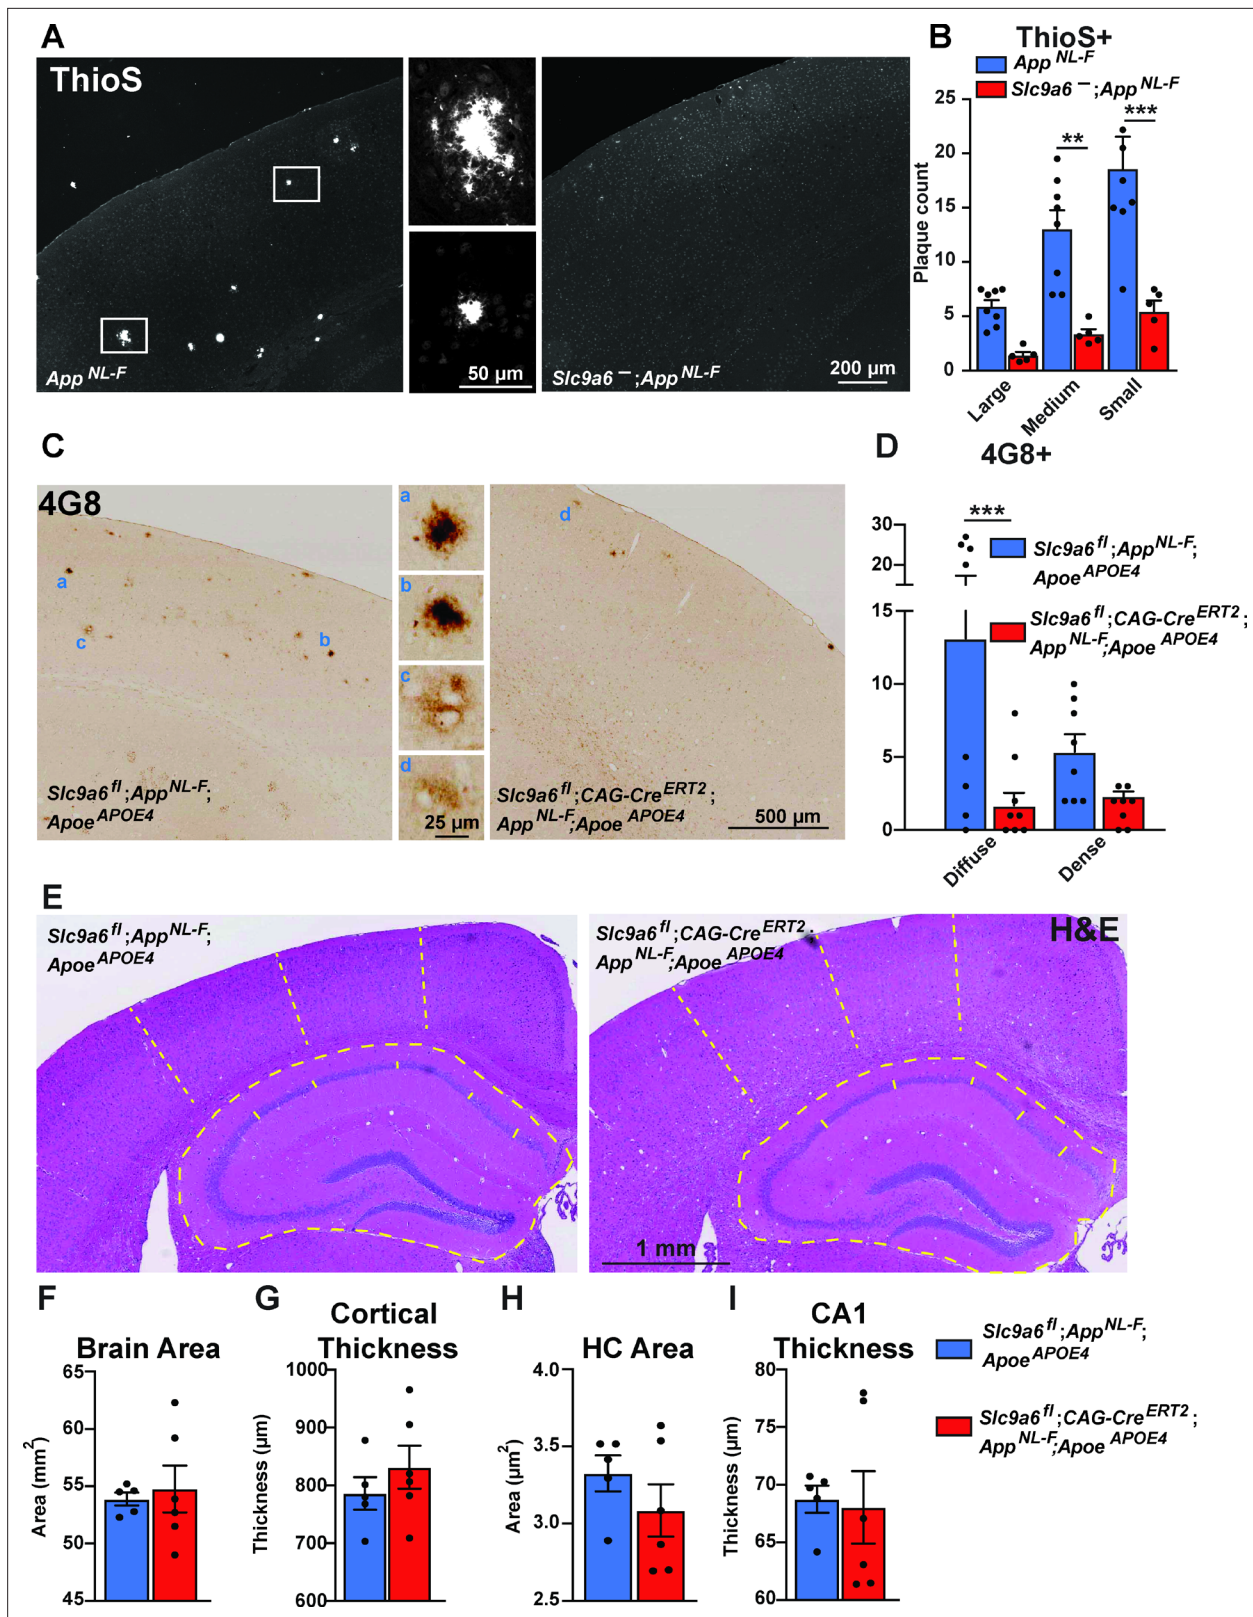 A
ThioS
App NL-F
50 µm
Slc9a6 —;App NL-F
200 µm
B
ThioS+
App NL-F
Slc9a6 —;App NL-F
Plaque count
25
20
15
10
5
0
**
***
Large
Medium
Small
C
4G8
a
c
b
Slc9a6 fl;App NL-F;
Apoe APOE4
a
b
c
d
25 µm
d
Slc9a6 fl;CAG-Cre ERT2;
App NL-F;Apoe APOE4
500 µm
D
4G8+
30
20
15
10
5
0
***
Slc9a6 fl;App NL-F;
Apoe APOE4
Slc9a6 fl;CAG-Cre ERT2;
App NL-F;Apoe APOE4
Diffuse
Dense
E
Slc9a6 fl;App NL-F;
Apoe APOE4
Slc9a6 fl;CAG-Cre ERT2;
App NL-F;Apoe APOE4
H&E
1 mm
F
Brain Area
Area (mm2)
65
60
55
50
45
G
Cortical
Thickness
Thickness (µm)
1000
900
800
700
600
H
HC Area
Area (µm2)
4.0
3.5
3.0
2.5
I
CA1
Thickness
Thickness (µm)
80
75
70
65
60
Slc9a6 fl;App NL-F;
Apoe APOE4
Slc9a6 fl;CAG-Cre ERT2;
App NL-F;Apoe APOE4